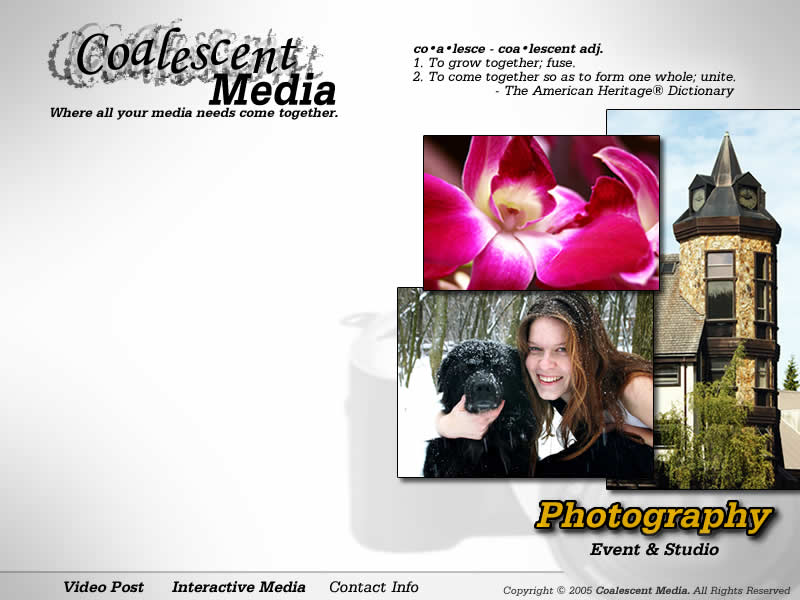 Coalescent
Media
Where all your media needs come together.
co•a•lesce - coa•lescent adj.
1. To grow together; fuse.
2. To come together so as to form one whole; unite.
- The American Heritage® Dictionary
Photography
Event & Studio
Video Post Interactive Media Contact Info
Copyright © 2005 Coalescent Media. All Rights Reserved